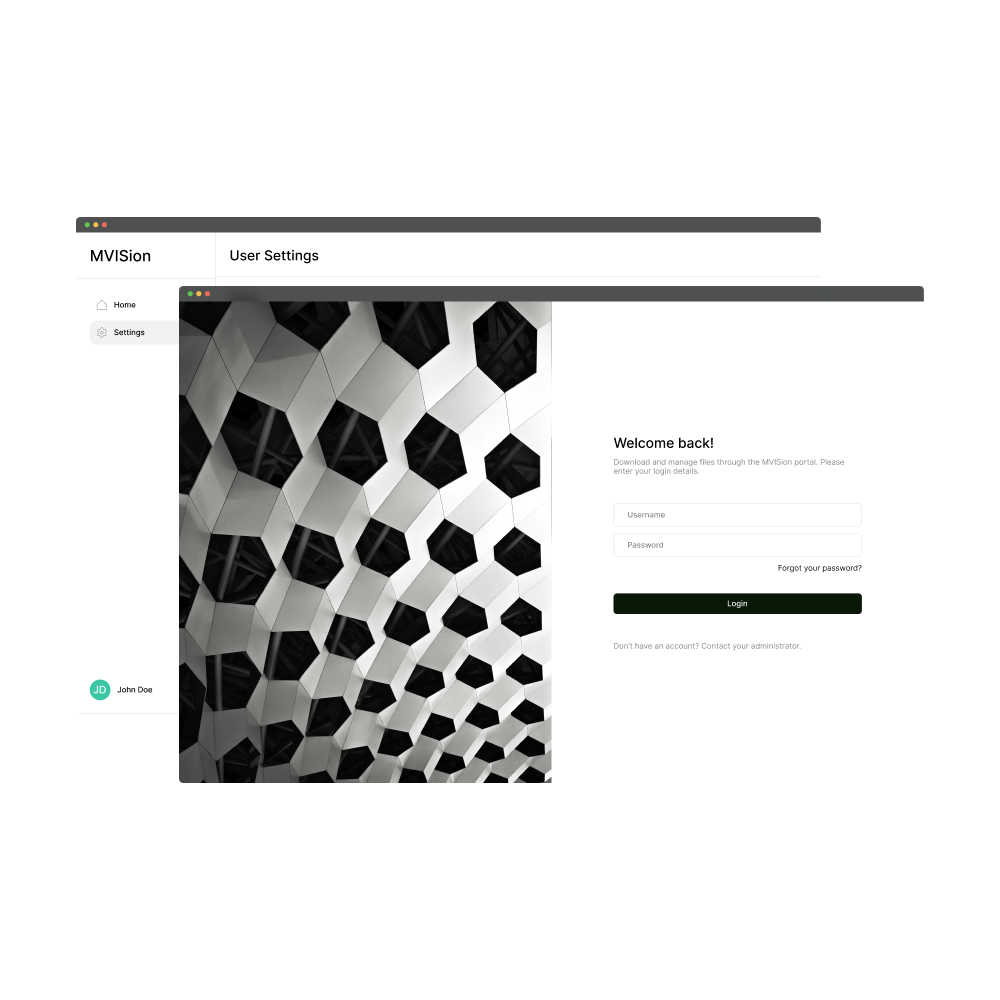 MVISion
User Settings
Home
Settings
JD
John Doe
Welcome back!
Download and manage files through the MVISion portal. Please
enter your login details.
Username
Password
Forgot your password?
Login
Don't have an account? Contact your administrator.